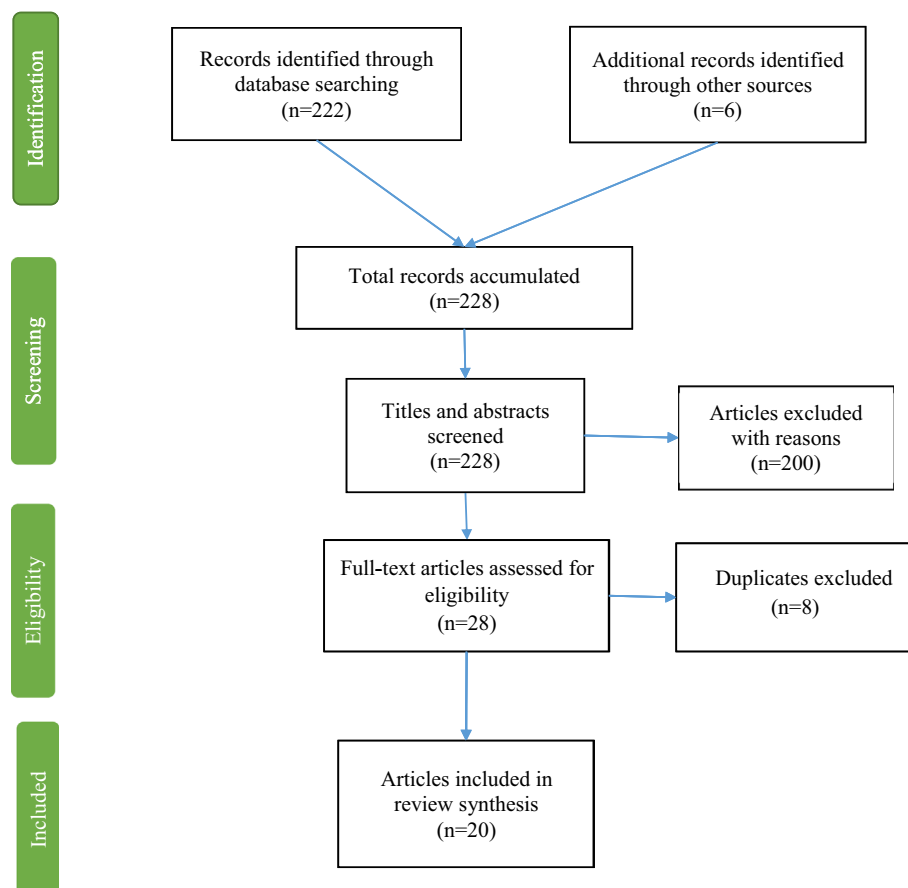 Identification
Records identified through
database searching
(n=222)
Additional records identified
through other sources
(n=6)
Screening
Total records accumulated
(n=228)
Titles and abstracts
screened
(n=228)
Articles excluded
with reasons
(n=200)
Eligibility
Full-text articles assessed for
eligibility
(n=28)
Duplicates excluded
(n=8)
Included
Articles included in
review synthesis
(n=20)